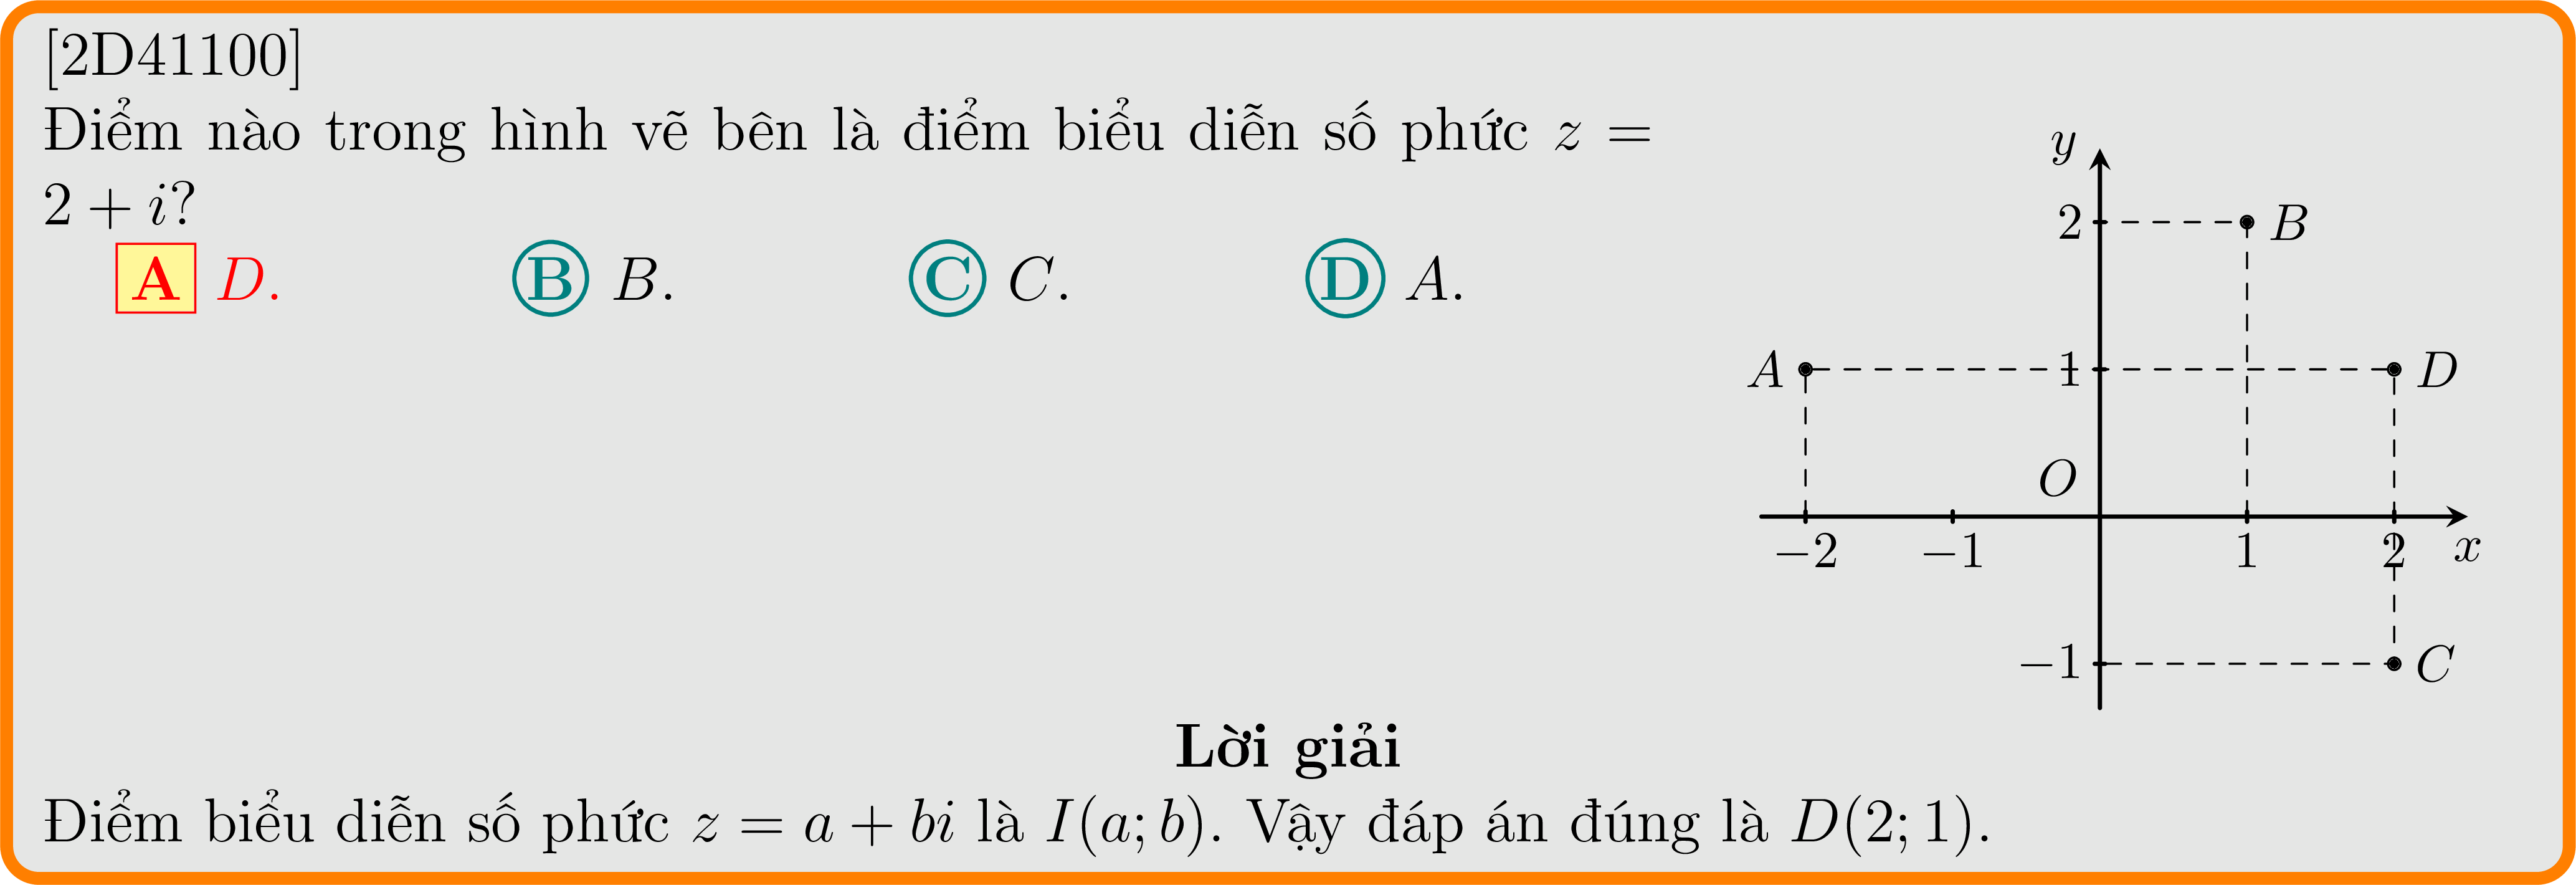 [2D41100]
Điểm nào trong hình vẽ bên là điểm biểu diễn số phức z =
2 + i?
A D.
B B.
C C.
D A.
y
2
B
A
1
D
O
−2
−1
1
2
x
−1
C
Lời giải
Điểm biểu diễn số phức z = a + bi là I(a; b). Vậy đáp án đúng là D(2; 1).